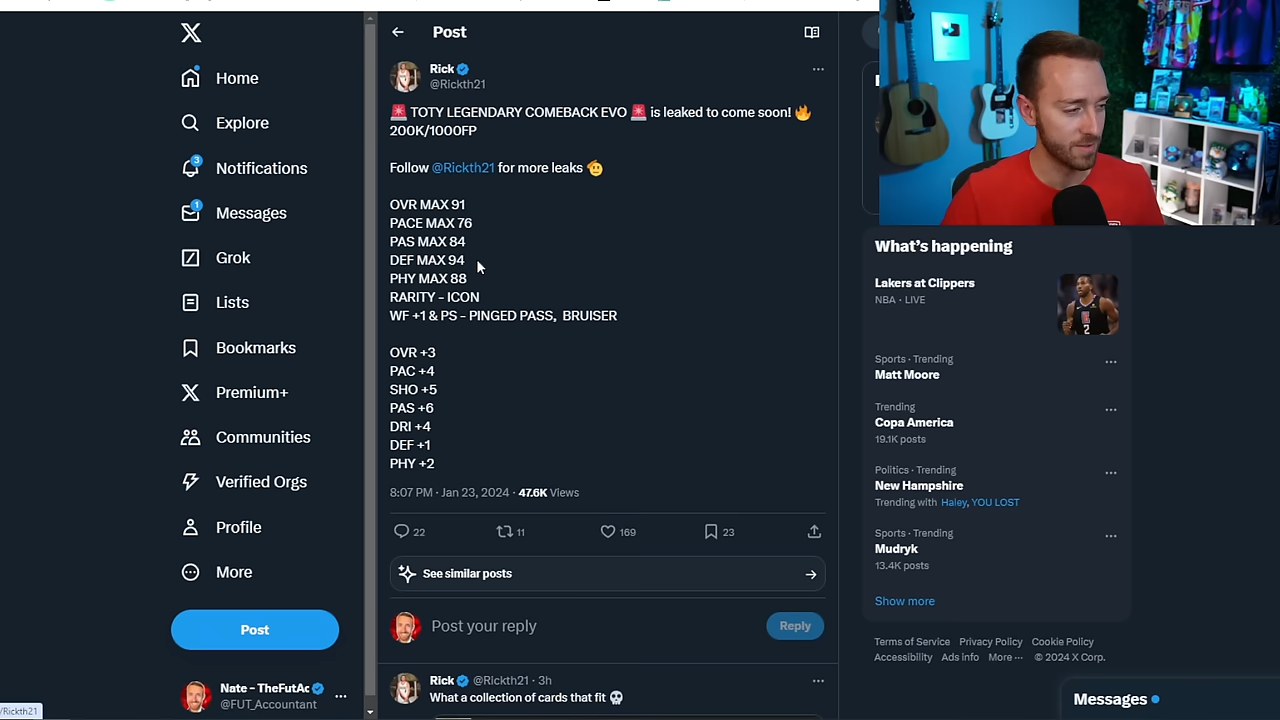 Home
Explore
3
Notifications
1
Messages
Grok
Lists
Bookmarks
Premium+
Communities
Verified Orgs
Profile
More
Post
Nate - TheFutAc
@FUT_Accountant
/Rickth21
Post
Rick
@Rickth21
🚨 TOTY LEGENDARY COMEBACK EVO 🚨 is leaked to come soon! 🔥
200K/1000FP
Follow @Rickth21 for more leaks 🫡
OVR MAX 91
PACE MAX 76
PAS MAX 84
DEF MAX 94
PHY MAX 88
RARITY - ICON
WF +1 & PS - PINGED PASS, BRUISER
OVR +3
PAC +4
SHO +5
PAS +6
DRI +4
DEF +1
PHY +2
8:07 PM · Jan 23, 2024 · 47.6K Views
22
11
169
23
See similar posts
Post your reply
Reply
Rick @Rickth21 · 3h
What a collection of cards that fit 💀
What's happening
Lakers at Clippers
NBA · LIVE
Sports · Trending
Matt Moore
Trending
Copa America
19.1K posts
Politics · Trending
New Hampshire
Trending with Haley, YOU LOST
Sports · Trending
Mudryk
13.4K posts
Show more
Terms of Service Privacy Policy Cookie Policy
Accessibility Ads info More ··· © 2024 X Corp.
Messages